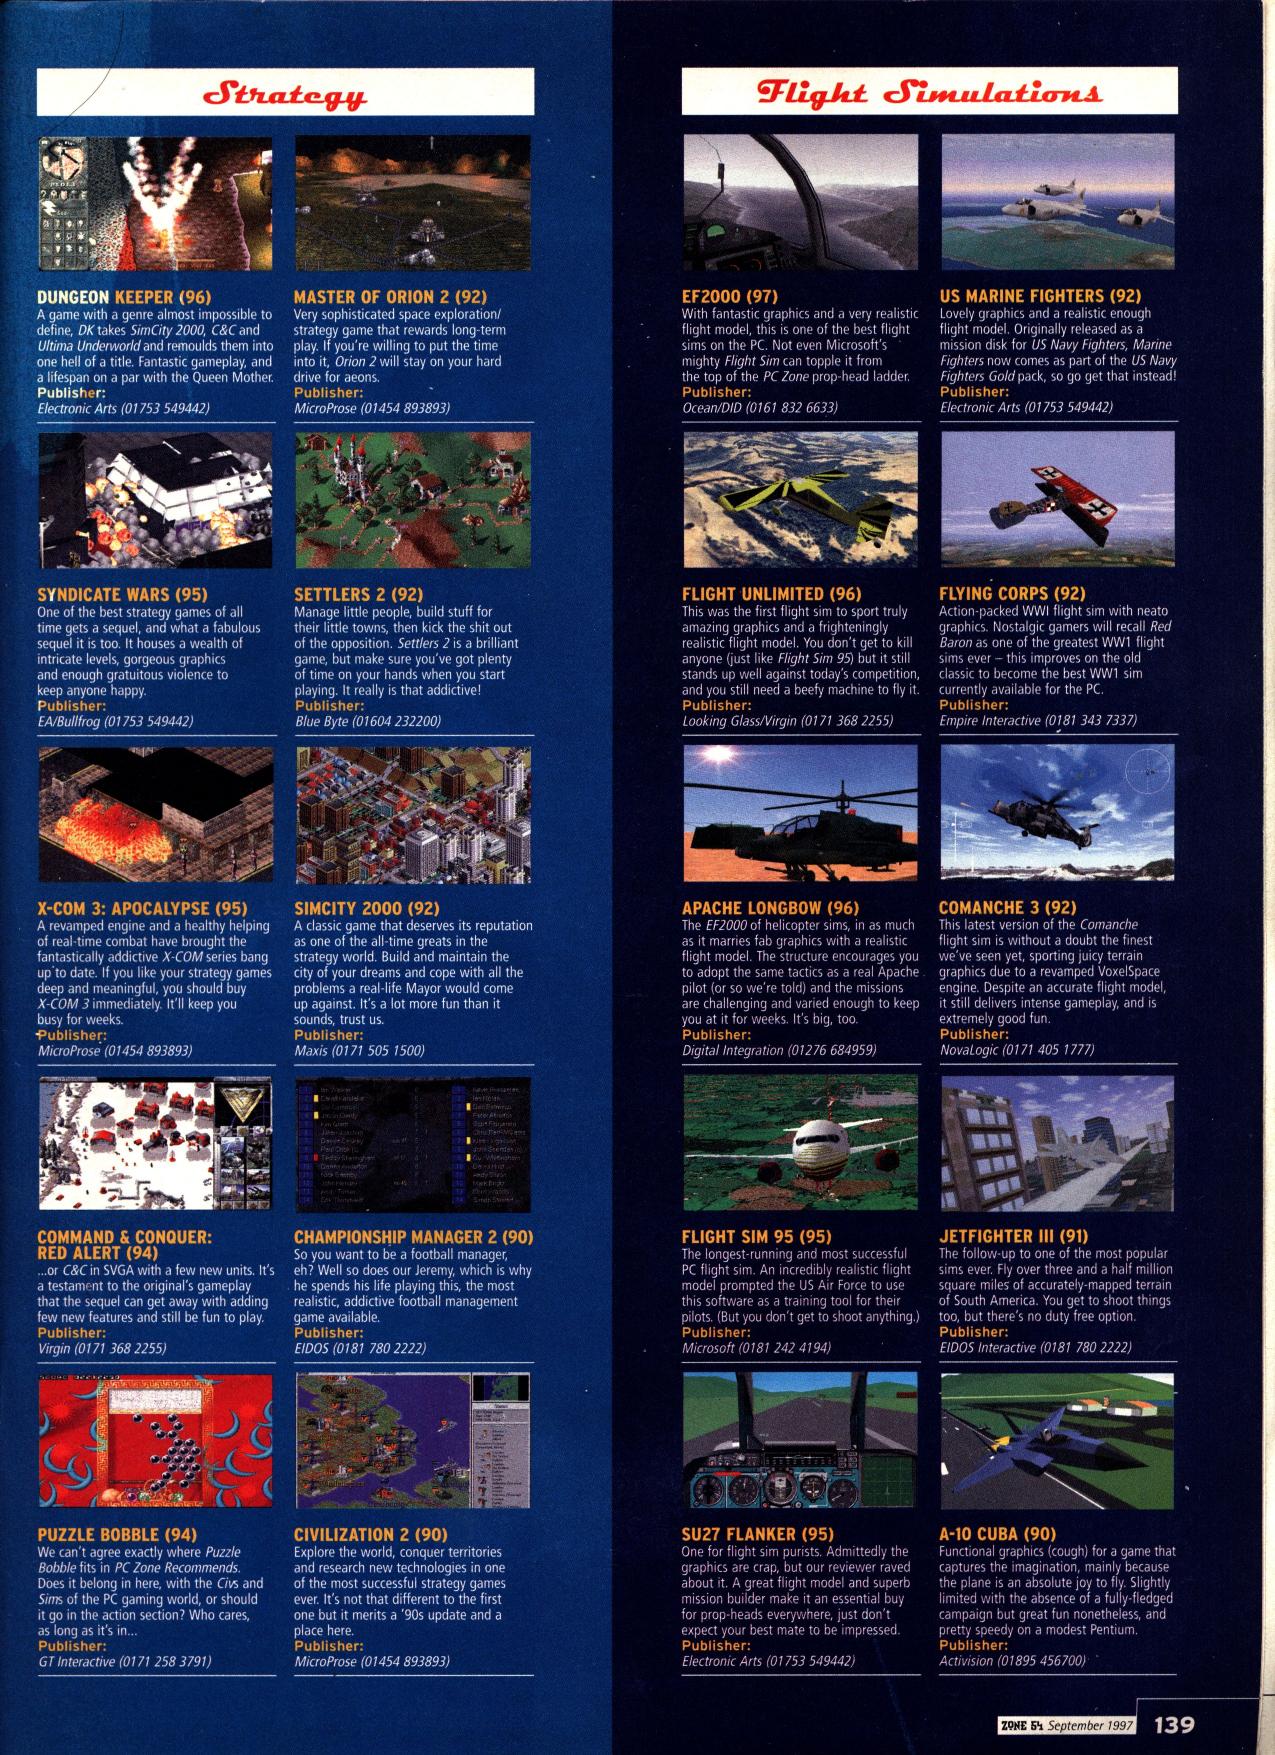 Strategy
DUNGEON KEEPER (96)
A game with a genre almost impossible to
define, DK takes SimCity 2000, C&C and
Ultima Underworld and remoulds them into
one hell of a title. Fantastic gameplay, and
a lifespan on a par with the Queen Mother.
Publisher:
Electronic Arts (01753 549442)
SYNDICATE WARS (95)
One of the best strategy games of all
time gets a sequel, and what a fabulous
sequel it is too. It houses a wealth of
intricate levels, gorgeous graphics
and enough gratuitous violence to
keep anyone happy.
Publisher:
EA/Bullfrog (01753 549442)
X-COM 3: APOCALYPSE (95)
A revamped engine and a healthy helping
of real-time combat have brought the
fantastically addictive X-COM series bang
up to date. If you like your strategy games
deep and meaningful, you should buy
X-COM 3 immediately. It'll keep you
busy for weeks.
Publisher:
MicroProse (01454 893893)
COMMAND & CONQUER:
RED ALERT (94)
...or C&C in SVGA with a few new units. It's
a testament to the original's gameplay
that the sequel can get away with adding
few new features and still be fun to play.
Publisher:
Virgin (0171 368 2255)
PUZZLE BOBBLE (94)
We can't agree exactly where Puzzle
Bobble fits in PC Zone Recommends.
Does it belong in here, with the Civs and
Sims of the PC gaming world, or should
it go in the action section? Who cares,
as long as it's in...
Publisher:
GT Interactive (0171 258 3791)
MASTER OF ORION 2 (92)
Very sophisticated space exploration/
strategy game that rewards long-term
play. If you're willing to put the time
into it, Orion 2 will stay on your hard
drive for aeons.
Publisher:
MicroProse (01454 893893)
SETTLERS 2 (92)
Manage little people, build stuff for
their little towns, then kick the shit out
of the opposition. Settlers 2 is a brilliant
game, but make sure you've got plenty
of time on your hands when you start
playing. It really is that addictive!
Publisher:
Blue Byte (01604 232200)
SIMCITY 2000 (92)
A classic game that deserves its reputation
as one of the all-time greats in the
strategy world. Build and maintain the
city of your dreams and cope with all the
problems a real-life Mayor would come
up against. It's a lot more fun than it
sounds, trust us.
Publisher:
Maxis (0171 505 1500)
CHAMPIONSHIP MANAGER 2 (90)
So you want to be a football manager,
eh? Well so does our Jeremy, which is why
he spends his life playing this, the most
realistic, addictive football management
game available.
Publisher:
EIDOS (0181 780 2222)
CIVILIZATION 2 (90)
Explore the world, conquer territories
and research new technologies in one
of the most successful strategy games
ever. It's not that different to the first
one but it merits a '90s update and a
place here.
Publisher:
MicroProse (01454 893893)
Flight Simulations
EF2000 (97)
With fantastic graphics and a very realistic
flight model, this is one of the best flight
sims on the PC. Not even Microsoft's
mighty Flight Sim can topple it from
the top of the PC Zone prop-head ladder.
Publisher:
Ocean/DID (0161 832 6633)
FLIGHT UNLIMITED (96)
This was the first flight sim to sport truly
amazing graphics and a frighteningly
realistic flight model. You don't get to kill
anyone (just like Flight Sim 95) but it still
stands up well against today's competition,
and you still need a beefy machine to fly it.
Publisher:
Looking Glass/Virgin (0171 368 2255)
APACHE LONGBOW (96)
The EF2000 of helicopter sims, in as much
as it marries fab graphics with a realistic
flight model. The structure encourages you
to adopt the same tactics as a real Apache
pilot (or so we're told) and the missions
are challenging and varied enough to keep
you at it for weeks. It's big, too.
Publisher:
Digital Integration (01276 684959)
FLIGHT SIM 95 (95)
The longest-running and most successful
PC flight sim. An incredibly realistic flight
model prompted the US Air Force to use
this software as a training tool for their
pilots. (But you don't get to shoot anything.)
Publisher:
Microsoft (0181 242 4194)
SU27 FLANKER (95)
One for flight sim purists. Admittedly the
graphics are crap, but our reviewer raved
about it. A great flight model and superb
mission builder make it an essential buy
for prop-heads everywhere, just don't
expect your best mate to be impressed.
Publisher:
Electronic Arts (01753 549442)
US MARINE FIGHTERS (92)
Lovely graphics and a realistic enough
flight model. Originally released as a
mission disk for US Navy Fighters, Marine
Fighters now comes as part of the US Navy
Fighters Gold pack, so go get that instead!
Publisher:
Electronic Arts (01753 549442)
FLYING CORPS (92)
Action-packed WWI flight sim with neato
graphics. Nostalgic gamers will recall Red
Baron as one of the greatest WW1 flight
sims ever – this improves on the old
classic to become the best WW1 sim
currently available for the PC.
Publisher:
Empire Interactive (0181 343 7337)
COMANCHE 3 (92)
This latest version of the Comanche
flight sim is without a doubt the finest
we've seen yet, sporting juicy terrain
graphics due to a revamped VoxelSpace
engine. Despite an accurate flight model,
it still delivers intense gameplay, and is
extremely good fun.
Publisher:
NovaLogic (0171 405 1777)
JETFIGHTER III (91)
The follow-up to one of the most popular
sims ever. Fly over three and a half million
square miles of accurately-mapped terrain
of South America. You get to shoot things
too, but there's no duty free option.
Publisher:
EIDOS Interactive (0181 780 2222)
A-10 CUBA (90)
Functional graphics (cough) for a game that
captures the imagination, mainly because
the plane is an absolute joy to fly. Slightly
limited with the absence of a fully-fledged
campaign but great fun nonetheless, and
pretty speedy on a modest Pentium.
Publisher:
Activision (01895 456700)
ZONE 54 September 1997 139